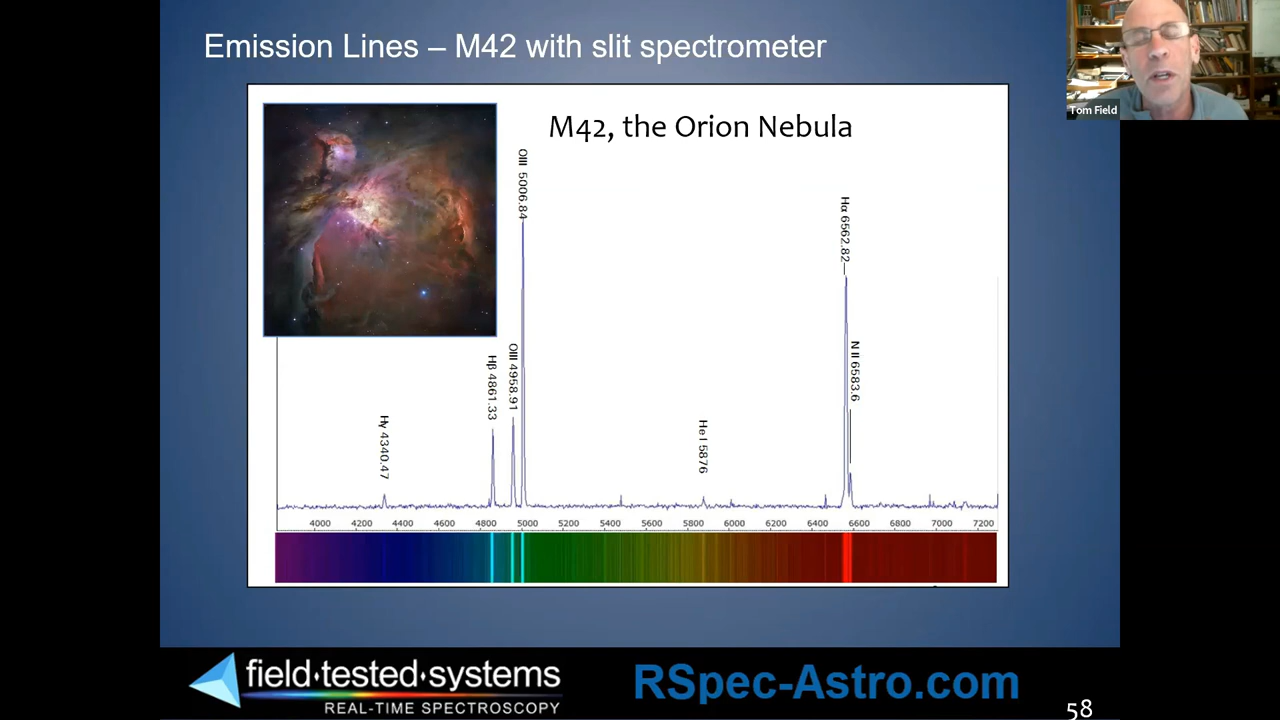 Emission Lines – M42 with slit spectrometer
Tom Field
M42, the Orion Nebula
Hγ 4340.47
Hβ 4861.33
OIII 4958.91
OIII 5006.84
He I 5876
Hα 6562.82
N II 6583.6
4000 4200 4400 4600 4800 5000 5200 5400 5600 5800 6000 6200 6400 6600 6800 7000 7200
field·tested·systems
REAL-TIME SPECTROSCOPY
RSpec-Astro.com
58